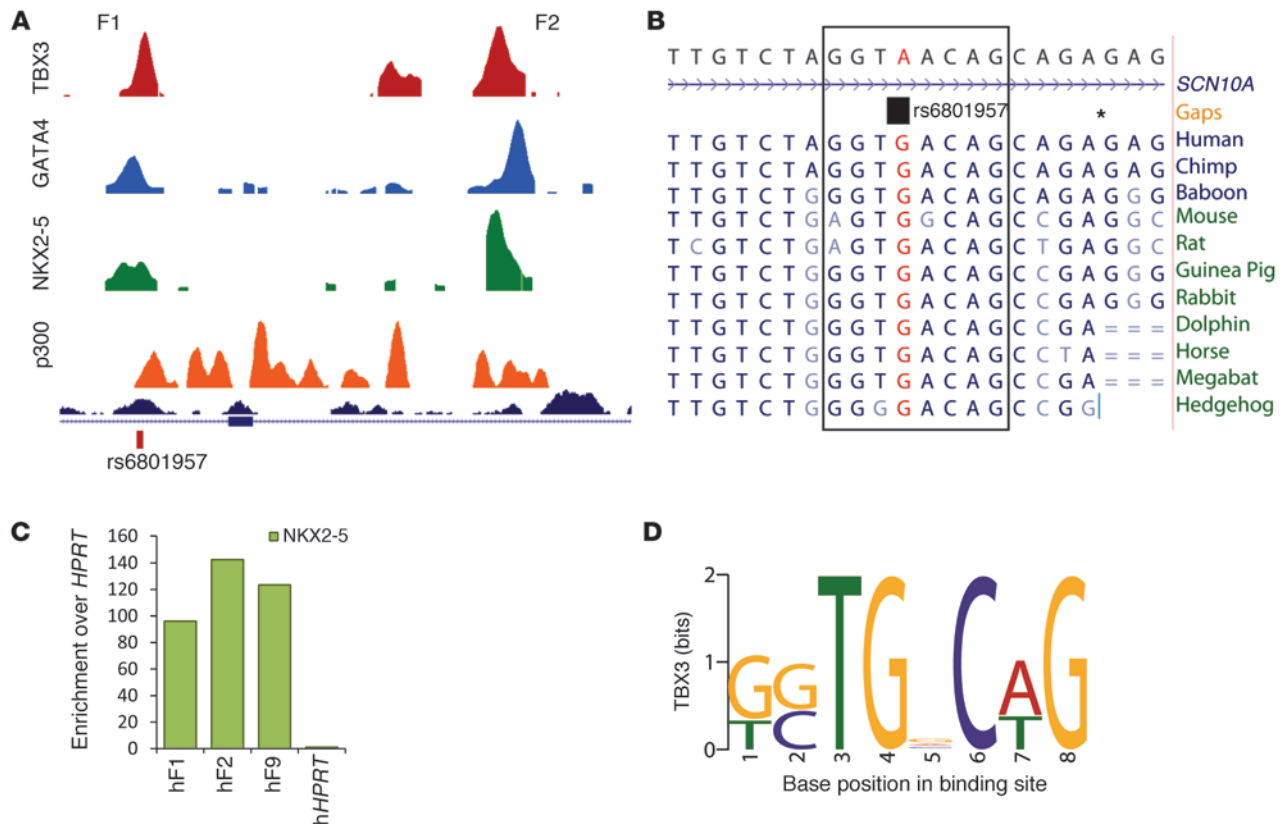 A
F1
F2
TBX3
GATA4
NKX2-5
p300
rs6801957
B
T T G T C T A G G T A A C A G C A G A G A G
SCN10A
rs6801957 * Gaps
T T G T C T A G G T G A C A G C A G A G A G Human
T T G T C T A G G T G A C A G C A G A G A G Chimp
T T G T C T G G G T G A C A G C A G A G G G Baboon
T T G T C T G A G T G G C A G C C G A G G C Mouse
T C G T C T G A G T G A C A G C T G A G G C Rat
T T G T C T G G G T G A C A G C C G A G G G Guinea Pig
T T G T C T G G G T G A C A G C C G A G G G Rabbit
T T G T C T G G G T G A C A G C C G A = = = Dolphin
T T G T C T G G G T G A C A G C C T A = = = Horse
T T G T C T G G G T G A C A G C C G A = = = Megabat
T T G T C T G G G G G A C A G C C G G Hedgehog
C
NKX2-5
Enrichment over HPRT
160
140
120
100
80
60
40
20
0
hF1
hF2
hF9
hHPRT
D
TBX3 (bits)
2
1
0
G G T G C A G
T C T
1 2 3 4 5 6 7 8
Base position in binding site